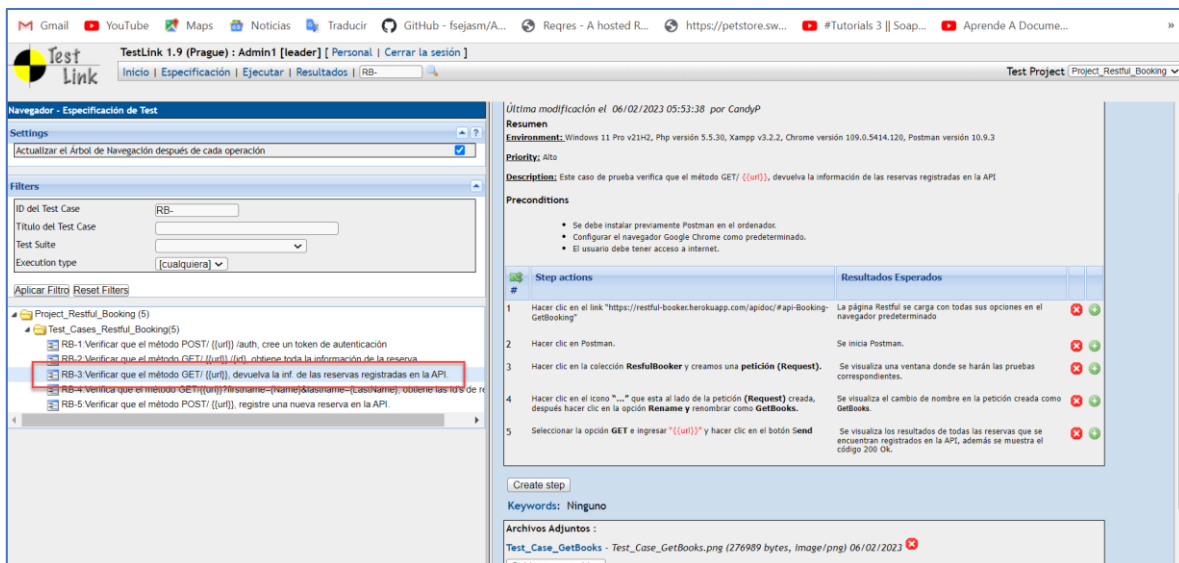 Gmail YouTube Maps Noticias Traducir GitHub - fsejasm/A... Reqres - A hosted R... https://petstore.sw... #Tutorials 3 || Soap... Aprende A Docume... »
Test Link
TestLink 1.9 (Prague) : Admin1 [leader] [ Personal | Cerrar la sesión ]
Inicio | Especificación | Ejecutar | Resultados | RB-
Test Project Project_Restful_Booking
Navegador - Especificación de Test
Settings
Actualizar el Árbol de Navegación después de cada operación
Filters
ID del Test Case RB-
Título del Test Case
Test Suite
Execution type [cualquiera]
Aplicar Filtro Reset Filters
Project_Restful_Booking (5)
Test_Cases_Restful_Booking(5)
RB-1:Verificar que el método POST/ {{url}} /auth, cree un token de autenticación
RB-2:Verificar que el método GET/ {{url}} /{id}, obtiene toda la información de la reserva
RB-3:Verificar que el método GET/ {{url}}, devuelva la inf. de las reservas registradas en la API.
RB-4:Verifica que el método GET/{{url}}?firstname={Name}&lastname={LastName}, obtiene las Id's de re
RB-5:Verificar que el método POST/ {{url}}, registre una nueva reserva en la API.
Última modificación el 06/02/2023 05:53:38 por CandyP
Resumen
Environment: Windows 11 Pro v21H2, Php versión 5.5.30, Xampp v3.2.2, Chrome versión 109.0.5414.120, Postman versión 10.9.3
Priority: Alto
Description: Este caso de prueba verifica que el método GET/ {{url}}, devuelva la información de las reservas registradas en la API
Preconditions
Se debe instalar previamente Postman en el ordenador.
Configurar el navegador Google Chrome como predeterminado.
El usuario debe tener acceso a internet.
# Step actions Resultados Esperados
1 Hacer clic en el link "https://restful-booker.herokuapp.com/apidoc/#api-Booking-
GetBooking"
La página Restful se carga con todas sus opciones en el
navegador predeterminado
2 Hacer clic en Postman. Se inicia Postman.
3 Hacer clic en la colección ResfulBooker y creamos una petición (Request).
Se visualiza una ventana donde se harán las pruebas
correspondientes.
4 Hacer clic en el icono "..." que esta al lado de la petición (Request) creada,
después hacer clic en la opción Rename y renombrar como GetBooks.
Se visualiza el cambio de nombre en la petición creada como
GetBooks.
5 Seleccionar la opción GET e ingresar "{{url}}" y hacer clic en el botón Send
Se visualiza los resultados de todas las reservas que se
encuentran registrados en la API, además se muestra el
código 200 Ok.
Create step
Keywords: Ninguno
Archivos Adjuntos :
Test_Case_GetBooks - Test_Case_GetBooks.png (276989 bytes, image/png) 06/02/2023